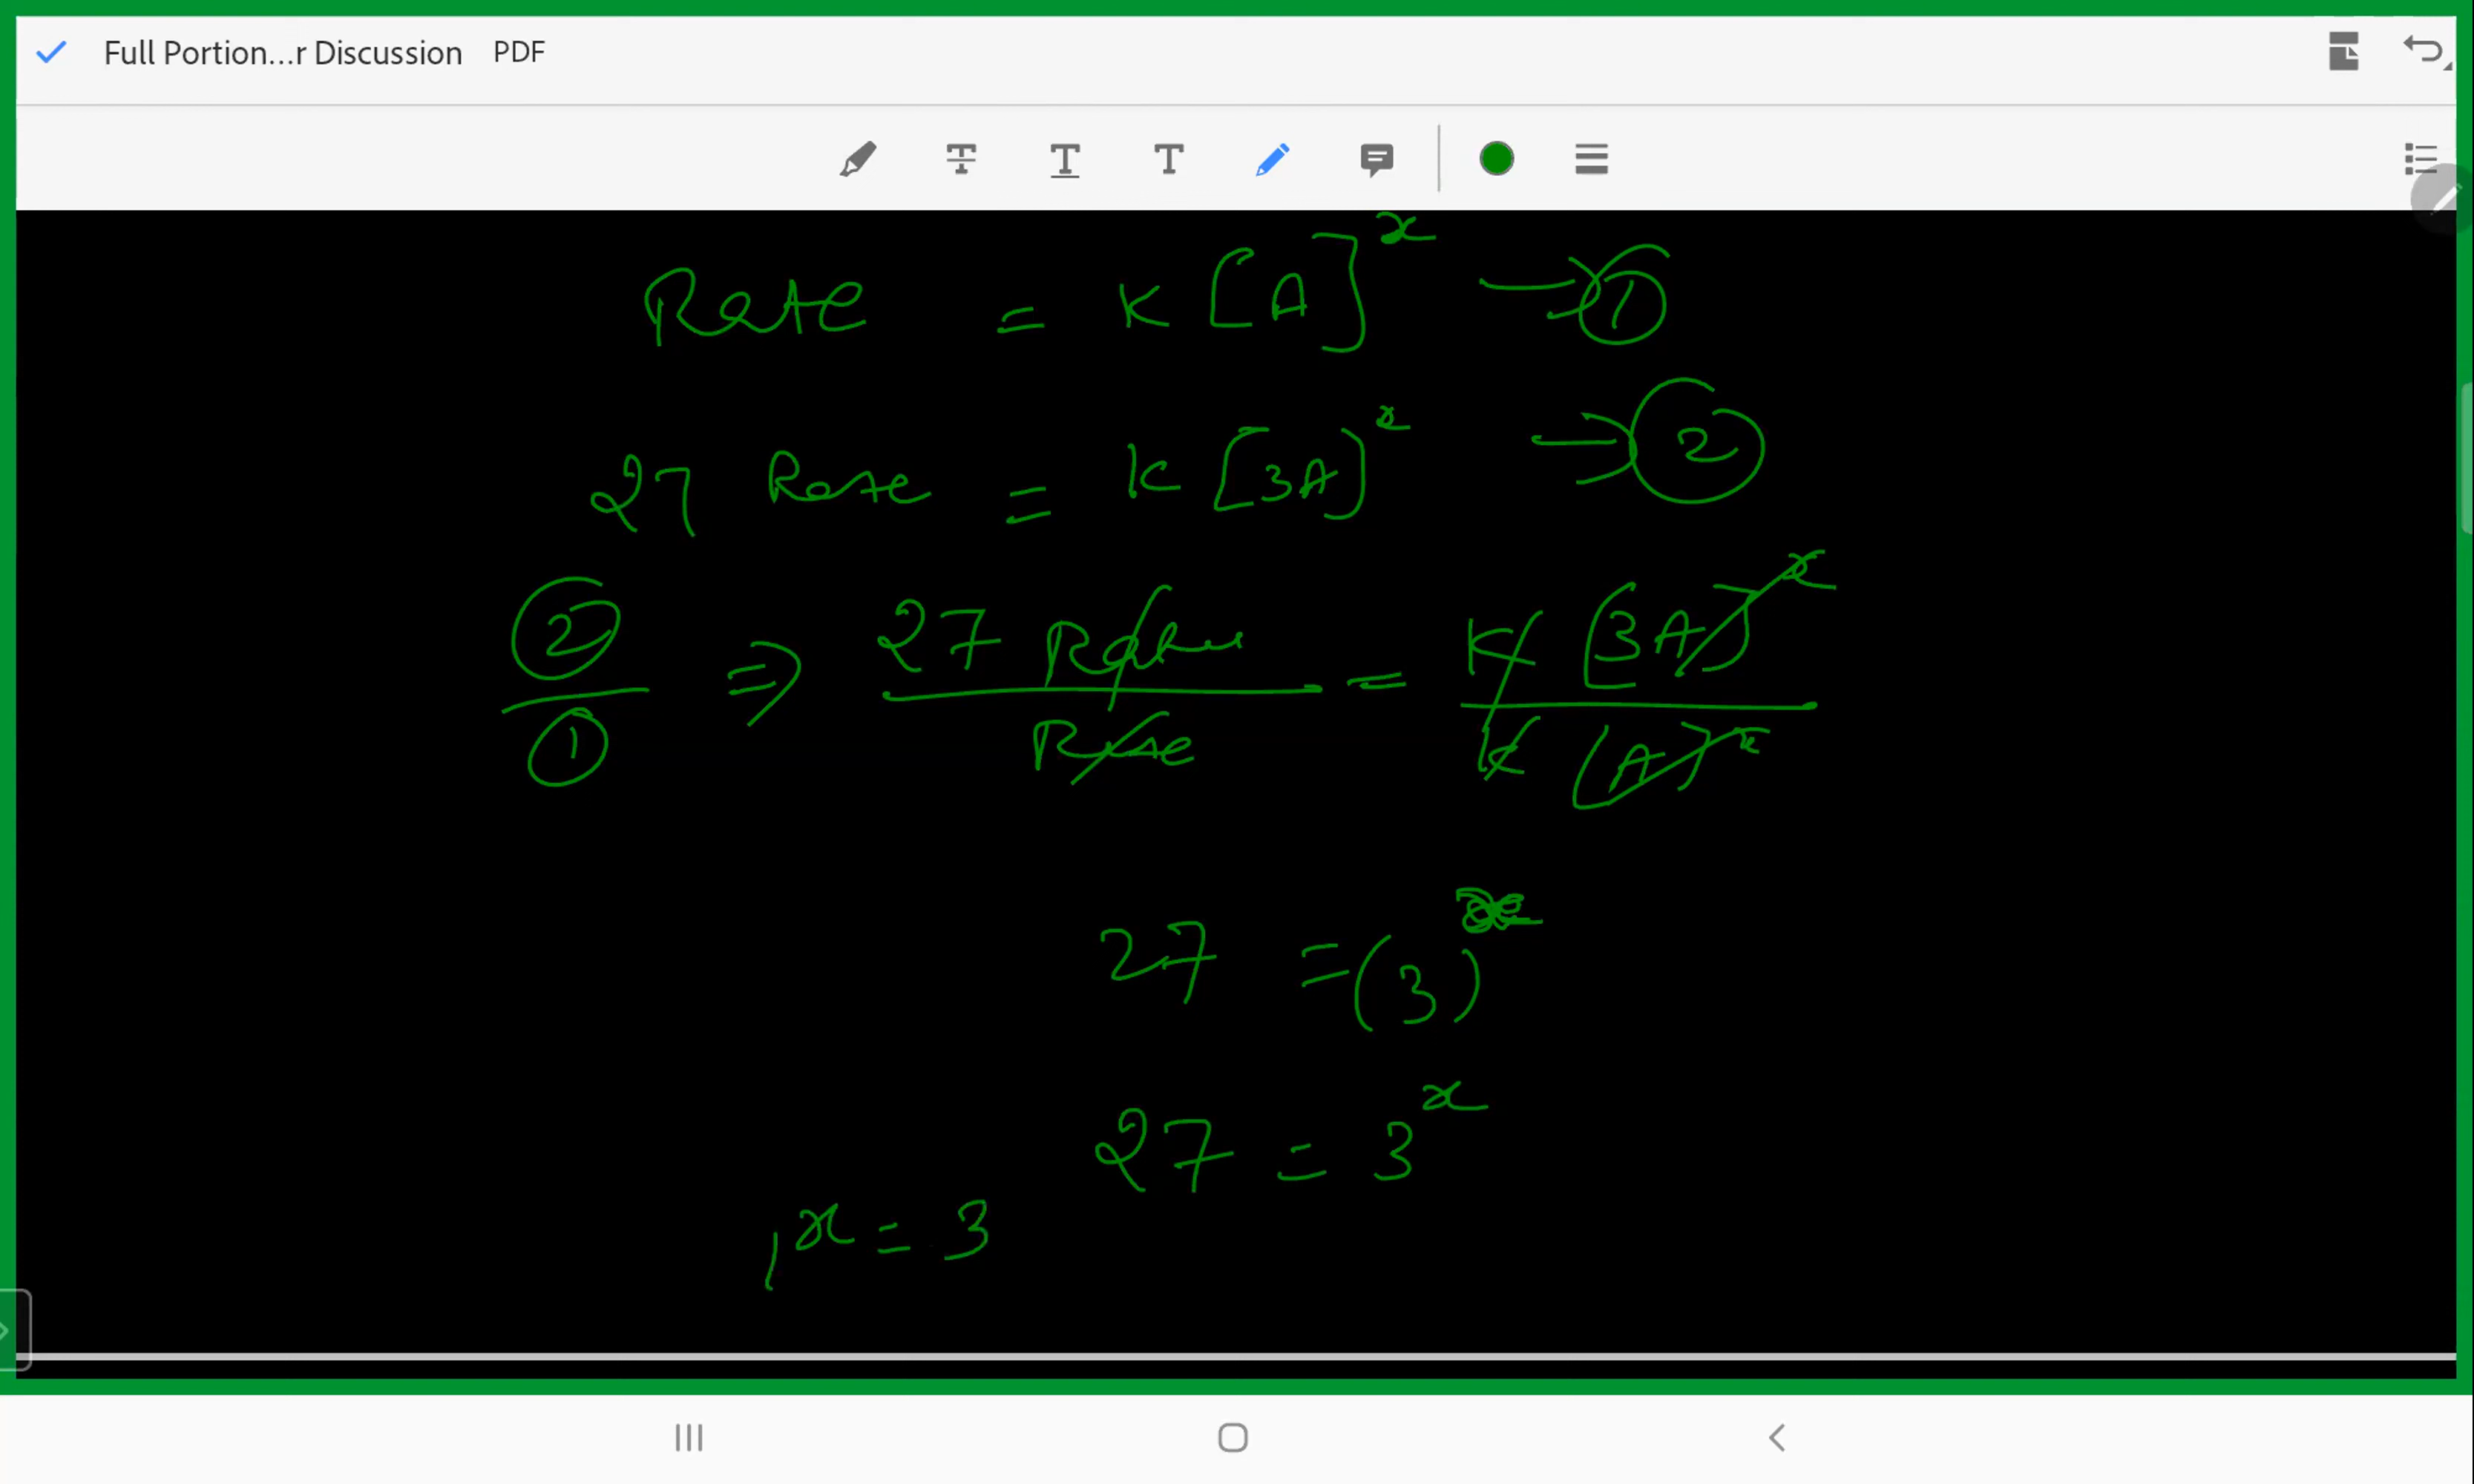 Full Portion...r Discussion PDF
Rate = K [A]^x → ①
27 Rate = K [3A]^x → ②
②/① ⇒ 27 Rate / Rate = K [3A]^x / K [A]^x
27 = (3)^x
27 = 3^x
x = 3